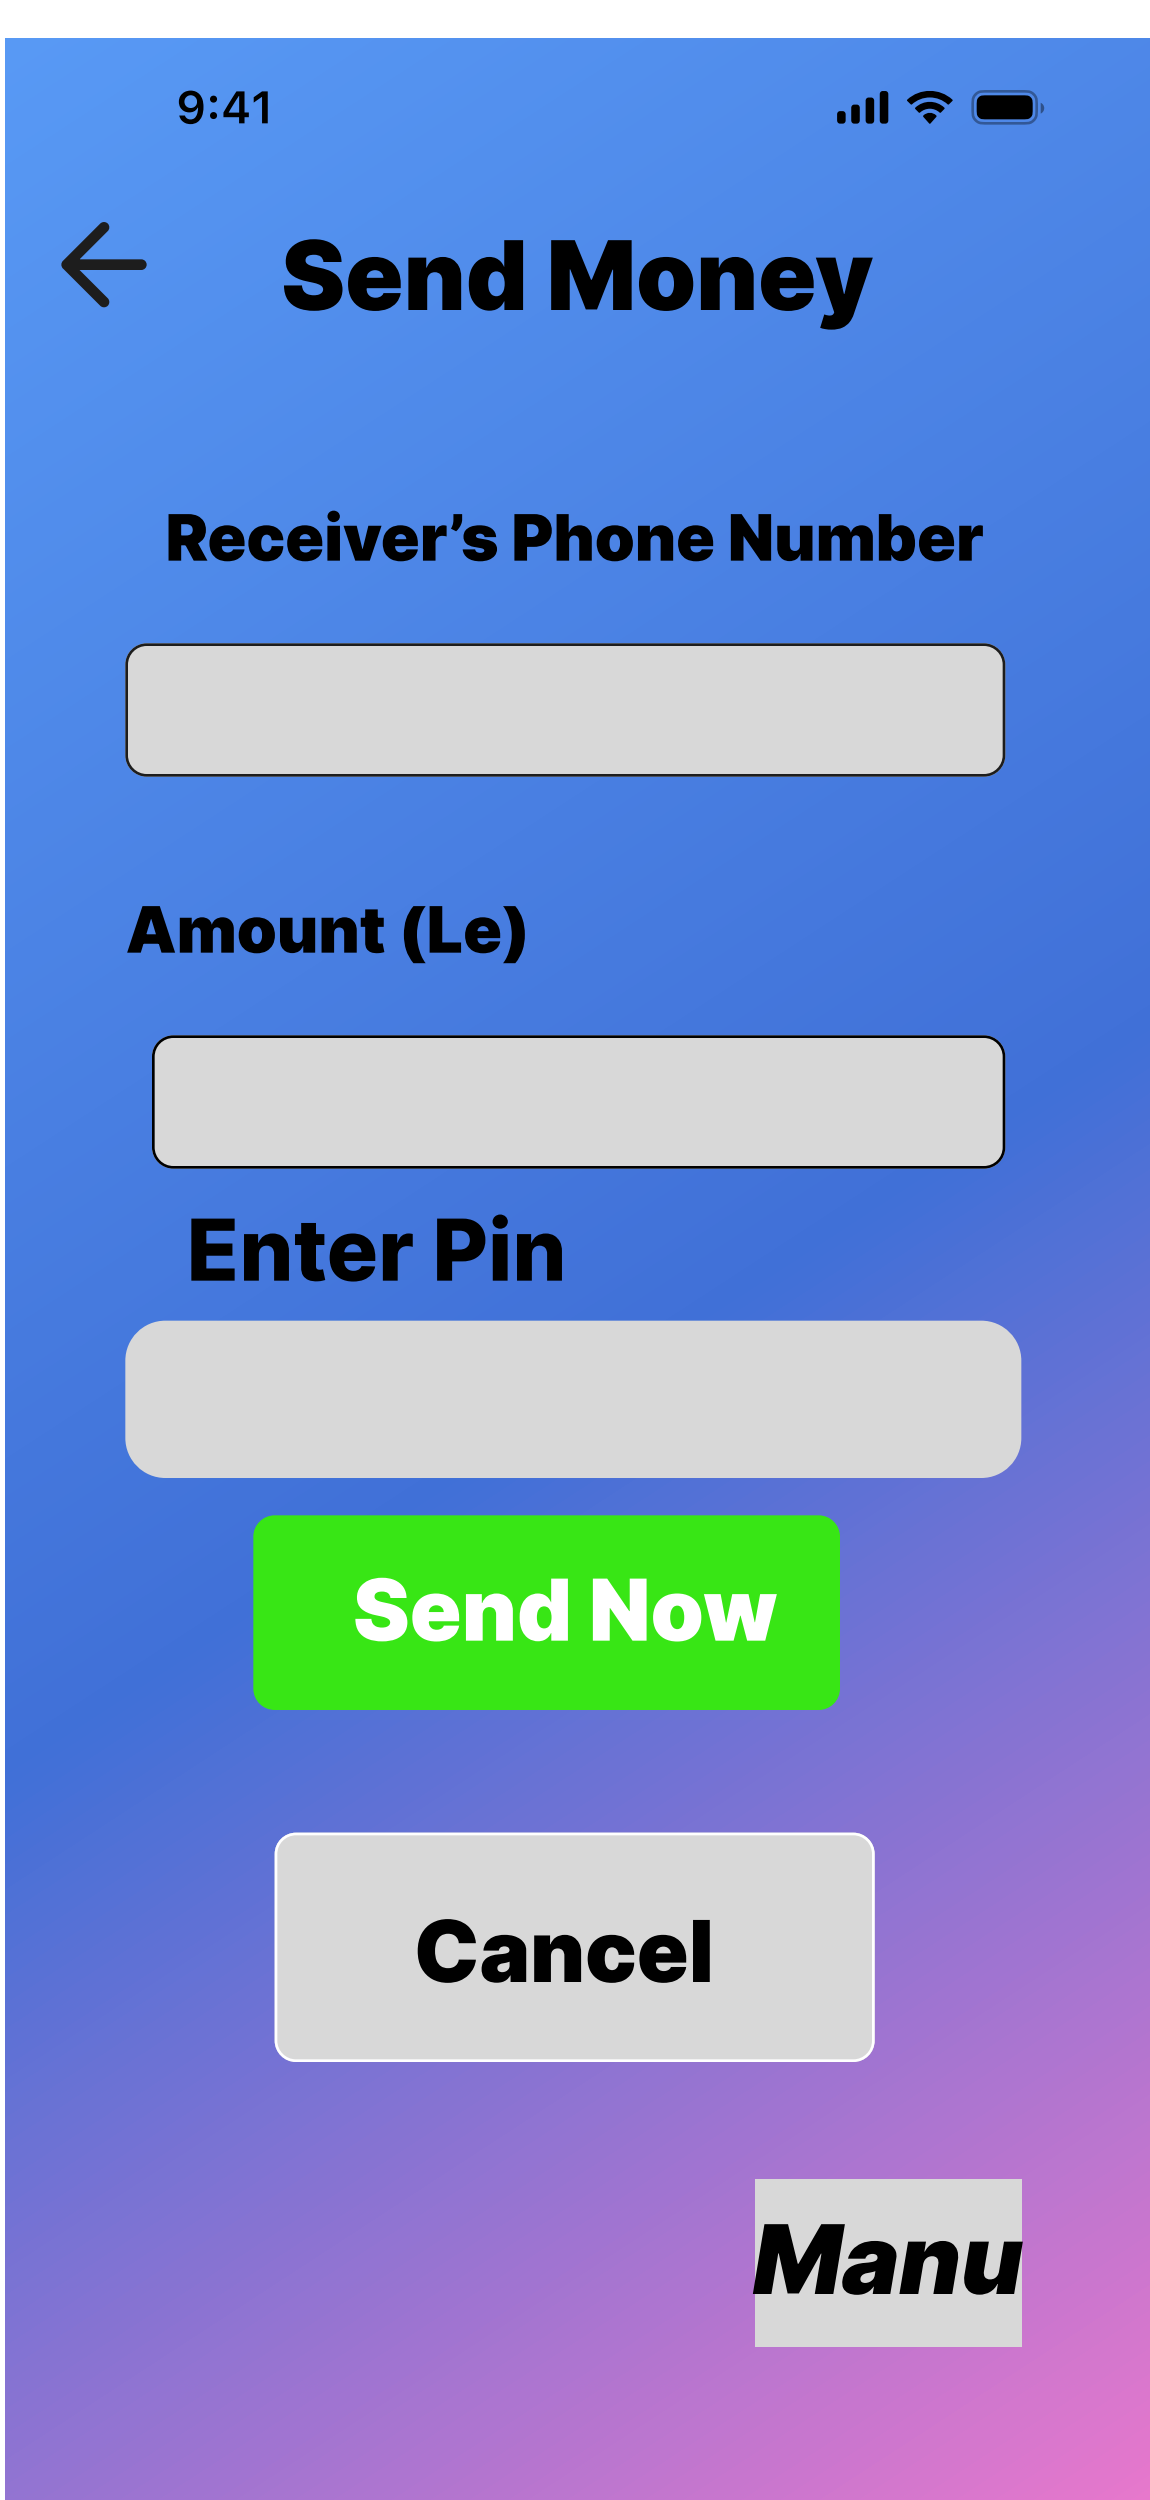 9:41
Send Money
Receiver’s Phone Number
Amount (Le)
Enter Pin
Send Now
Cancel
Manu